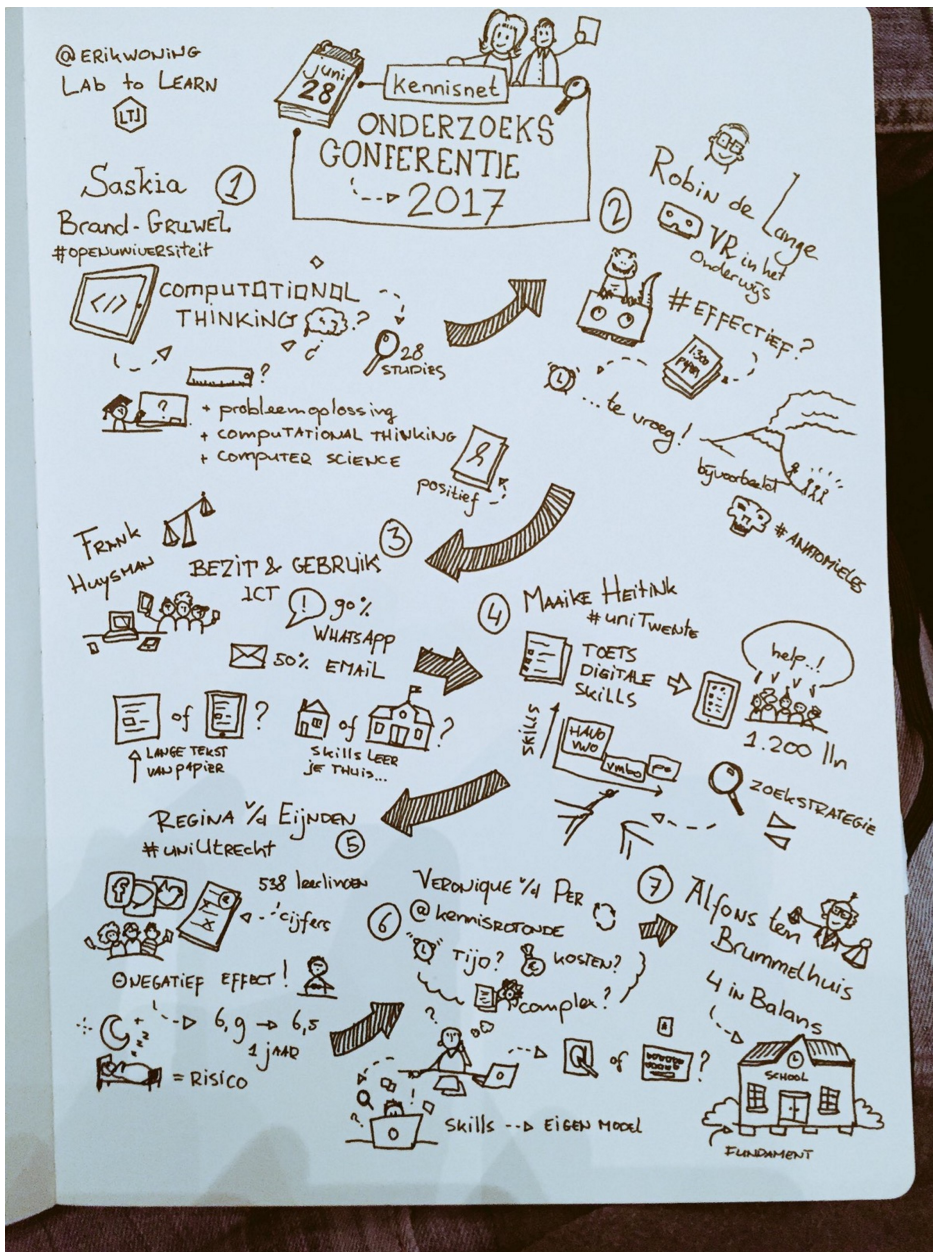 @ERIKWONING
LAB to LEARN
LTL
juni
28
kennisnet
ONDERZOEKS
CONFERENTIE
2017
1
Saskia
Brand-Gruwel
#OPENUNIVERSITEIT
</>
COMPUTATIONAL
THINKING ?
28
STUDIES
?
?
+ probleemoplossing
+ COMPUTATIONAL THINKING
+ COMPUTER SCIENCE
positief
2
Robin de Lange
VR in het
Onderwijs
#EFFECTIEF?
1300
...te vroeg!
bijvoorbeeld
#ANATOMIELES
3
FRANK
HUYSMAN
BEZIT & GEBRUIK
ICT
! 90%
WHATSAPP
50% EMAIL
of ?
LANGE TEKST
VAN PAPIER
of ?
Skills LEER
JE THUIS...
4
MAAIKE HEITINK
#uniTWENTE
TOETS
DIGITALE
SKILLS
help..!
1.200 lln
SKILLS
HAVO
VWO
vmbo
po
ZOEKSTRATEGIE
5
REGINA v/d EIJNDEN
#uniUTRECHT
538 leerlingen
cijfers
NEGATIEF EFFECT!
6,9 → 6,5
1 JAAR
z z z
= RISICO
6
VERONIQUE v/d PER
@KENNISROTONDE
TIJD?
€ KOSTEN?
complex?
?
Q of A ?
? !
Skills --> EIGEN MODEL
7
Alfons ten
Brummelhuis
4 in Balans
SCHOOL
FUNDAMENT